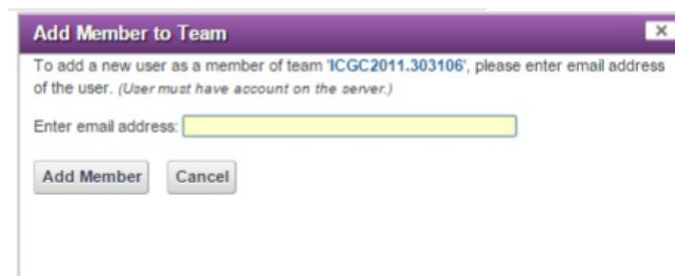 Add Member to Team
To add a new user as a member of team 'ICGC2011.303106', please enter email address
of the user. (User must have account on the server.)
Enter email address:
Add Member Cancel